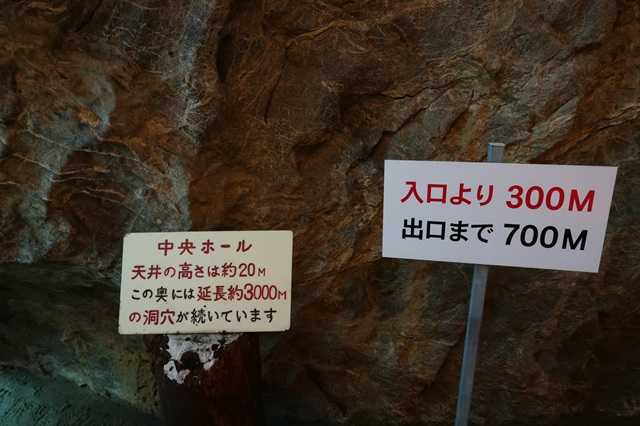 中央ホール
天井の高さは約20M
この奥には延長約3000M
の洞穴が続いています
入口より 300M
出口まで 700M